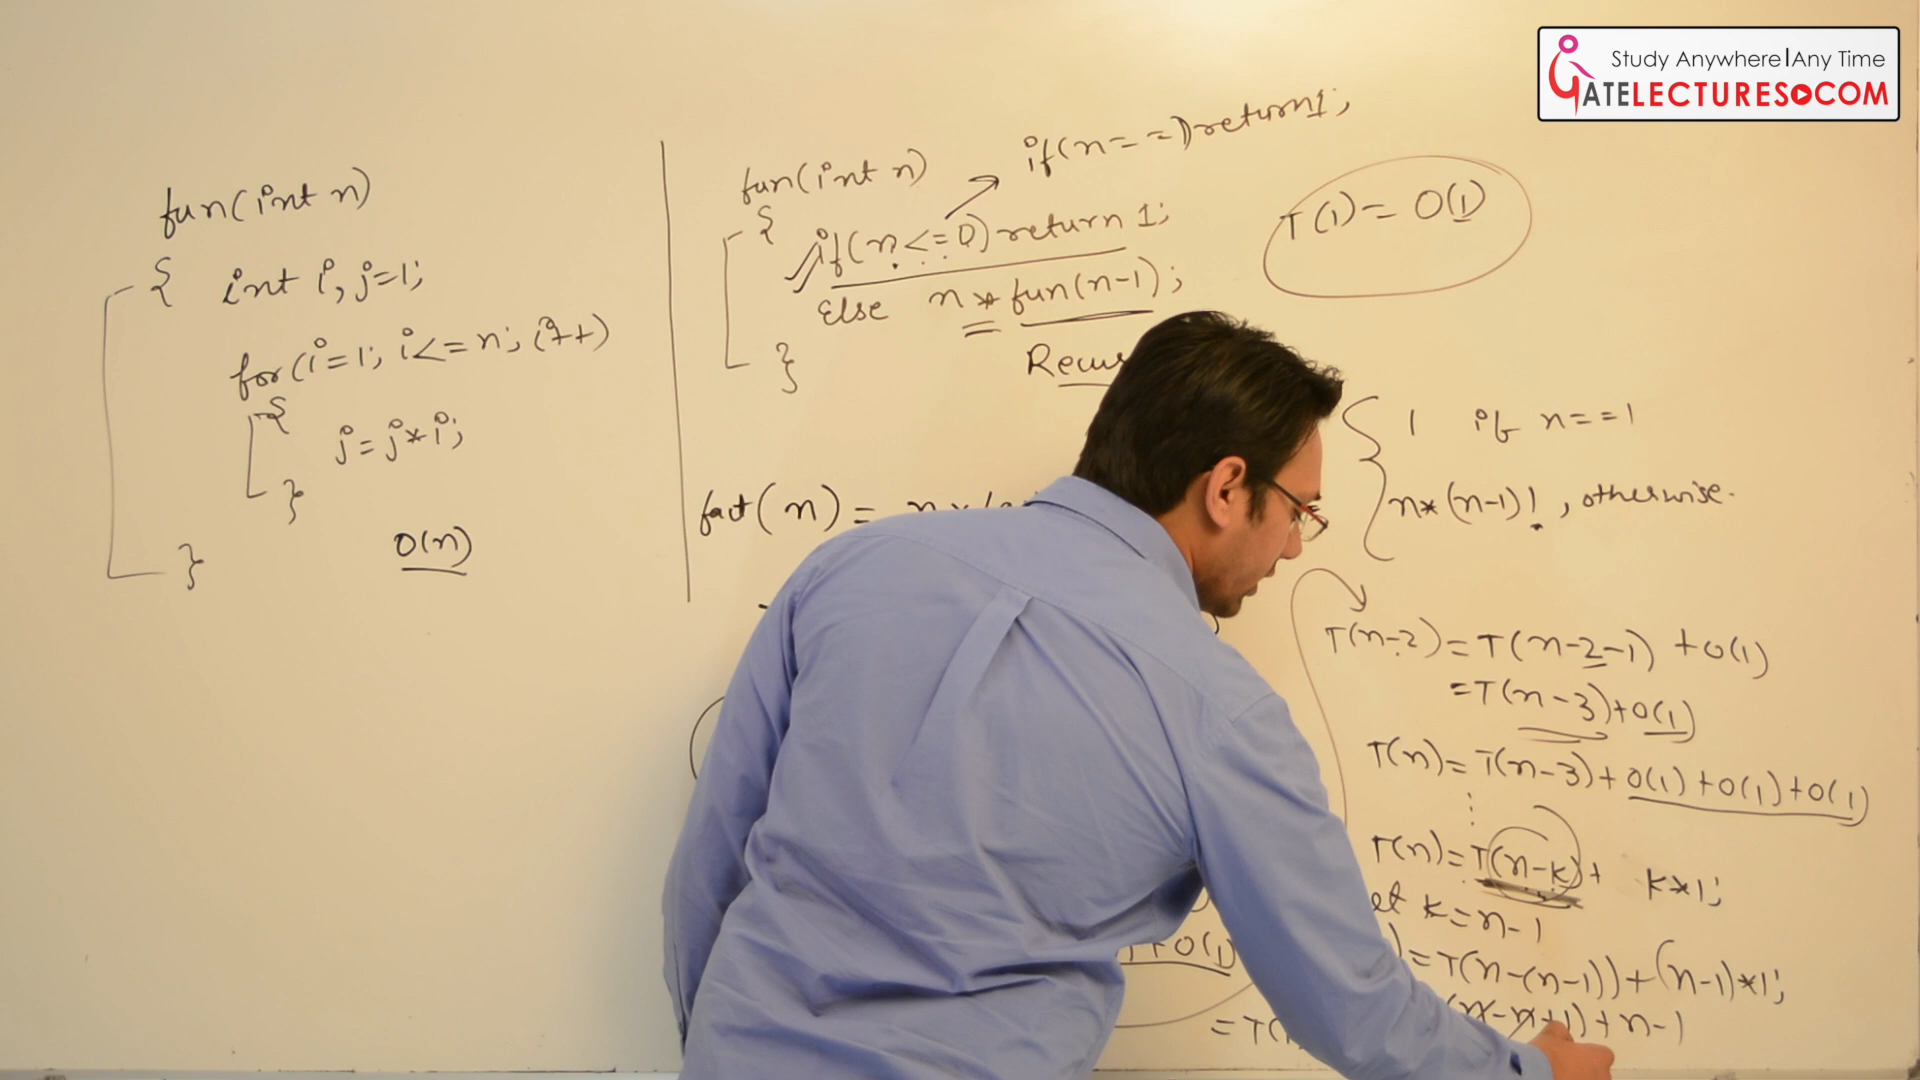 Study Anywhere|Any Time
GATELECTURES.COM
fun(int n)
{ int i, j=1;
for(i=1; i<=n; i++)
{
j=j*i;
}
}
O(n)
fun(int n)
if(n==1)return1;
{
if(n<=0)return 1;
Else n*fun(n-1);
}
T(1)=O(1)
fact(n)=
{ 1 if n==1
n*(n-1)!, otherwise.
T(n-2)=T(n-2-1)+O(1)
=T(n-3)+O(1)
T(n)=T(n-3)+O(1)+O(1)+O(1)
T(n)=T(n-k)+ k*1;
k=n-1
=T(n-(n-1))+(n-1)*1;
(n-n+1)+n-1
+O(1)
=T(